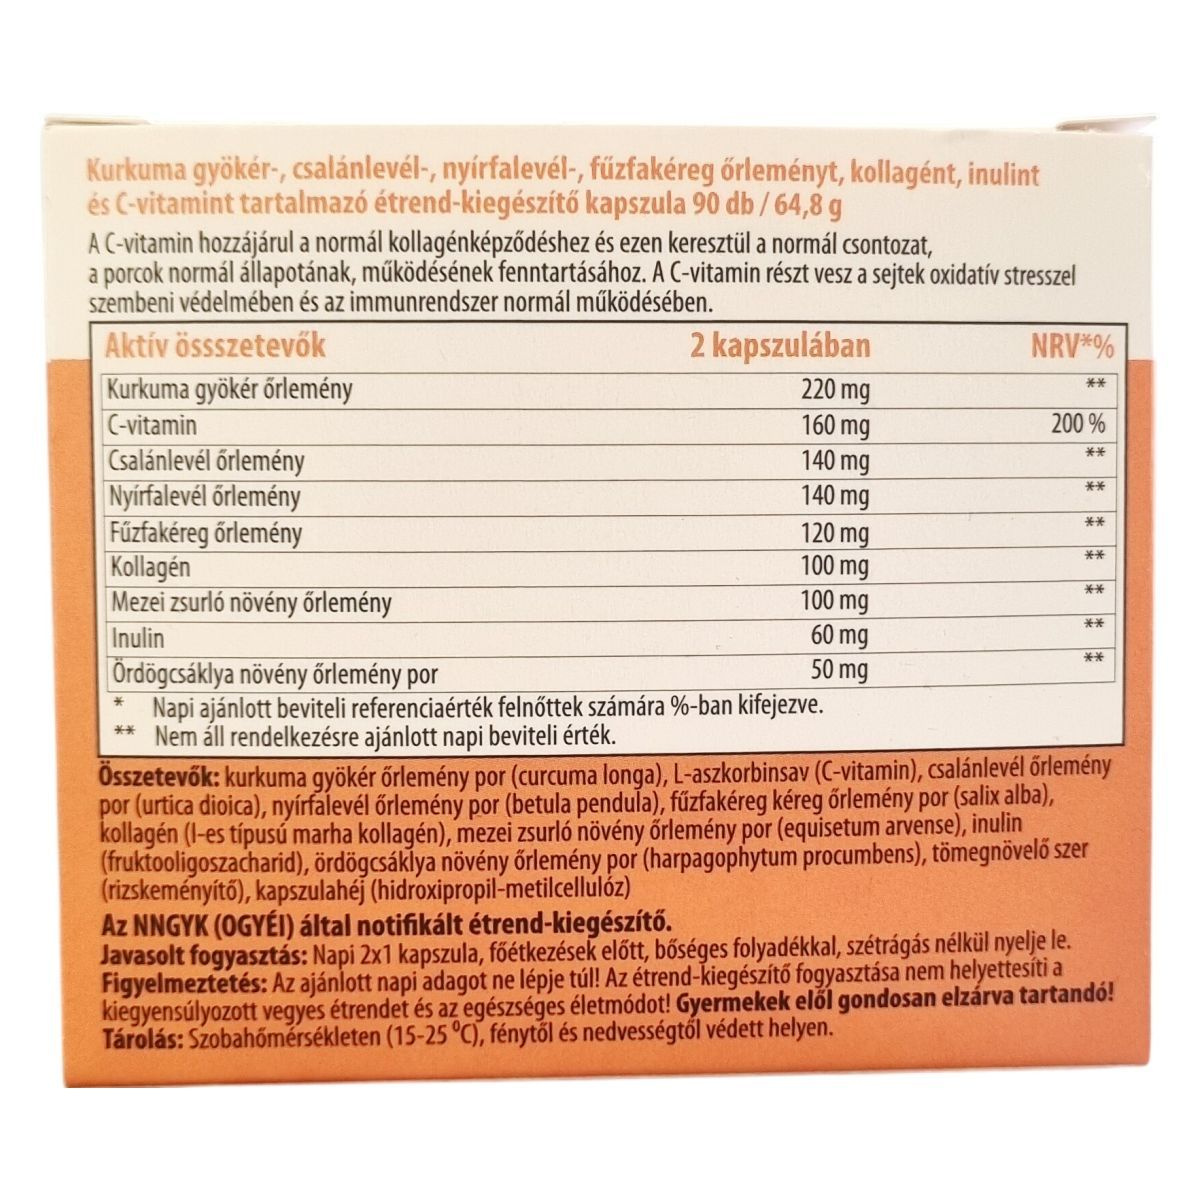 Kurkuma gyökér-, csalánlevél-, nyírfalevél-, fűzfakéreg őrleményt, kollagént, inulint
és C-vitamint tartalmazó étrend-kiegészítő kapszula 90 db / 64,8 g
A C-vitamin hozzájárul a normál kollagénképződéshez és ezen keresztül a normál csontozat,
a porcok normál állapotának, működésének fenntartásához. A C-vitamin részt vesz a sejtek oxidatív stresszel
szembeni védelmében és az immunrendszer normál működésében.
Aktív össszetevők 2 kapszulában NRV*%
Kurkuma gyökér őrlemény 220 mg **
C-vitamin 160 mg 200 %
Csalánlevél őrlemény 140 mg **
Nyírfalevél őrlemény 140 mg **
Fűzfakéreg őrlemény 120 mg **
Kollagén 100 mg **
Mezei zsurló növény őrlemény 100 mg **
Inulin 60 mg **
Ördögcsáklya növény őrlemény por 50 mg **
* Napi ajánlott beviteli referenciaérték felnőttek számára %-ban kifejezve.
** Nem áll rendelkezésre ajánlott napi beviteli érték.
Összetevők: kurkuma gyökér őrlemény por (curcuma longa), L-aszkorbinsav (C-vitamin), csalánlevél őrlemény
por (urtica dioica), nyírfalevél őrlemény por (betula pendula), fűzfakéreg kéreg őrlemény por (salix alba),
kollagén (I-es típusú marha kollagén), mezei zsurló növény őrlemény por (equisetum arvense), inulin
(fruktooligoszacharid), ördögcsáklya növény őrlemény por (harpagophytum procumbens), tömegnövelő szer
(rizskeményítő), kapszulahéj (hidroxipropil-metilcellulóz)
Az NNGYK (OGYÉI) által notifikált étrend-kiegészítő.
Javasolt fogyasztás: Napi 2x1 kapszula, főétkezések előtt, bőséges folyadékkal, szétrágás nélkül nyelje le.
Figyelmeztetés: Az ajánlott napi adagot ne lépje túl! Az étrend-kiegészítő fogyasztása nem helyettesíti a
kiegyensúlyozott vegyes étrendet és az egészséges életmódot! Gyermekek elől gondosan elzárva tartandó!
Tárolás: Szobahőmérsékleten (15-25 °C), fénytől és nedvességtől védett helyen.